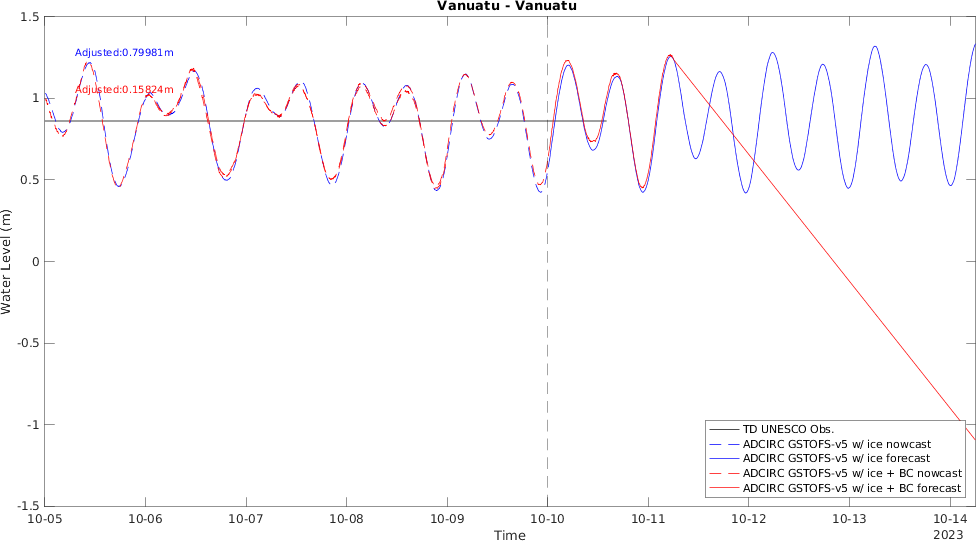 Vanuatu - Vanuatu
Adjusted:0.79981m
Adjusted:0.15824m
1.5
1
0.5
0
-0.5
-1
-1.5
Water Level (m)
10-05 10-06 10-07 10-08 10-09 10-10 10-11 10-12 10-13 10-14
2023
Time
TD UNESCO Obs.
ADCIRC GSTOFS-v5 w/ ice nowcast
ADCIRC GSTOFS-v5 w/ ice forecast
ADCIRC GSTOFS-v5 w/ ice + BC nowcast
ADCIRC GSTOFS-v5 w/ ice + BC forecast